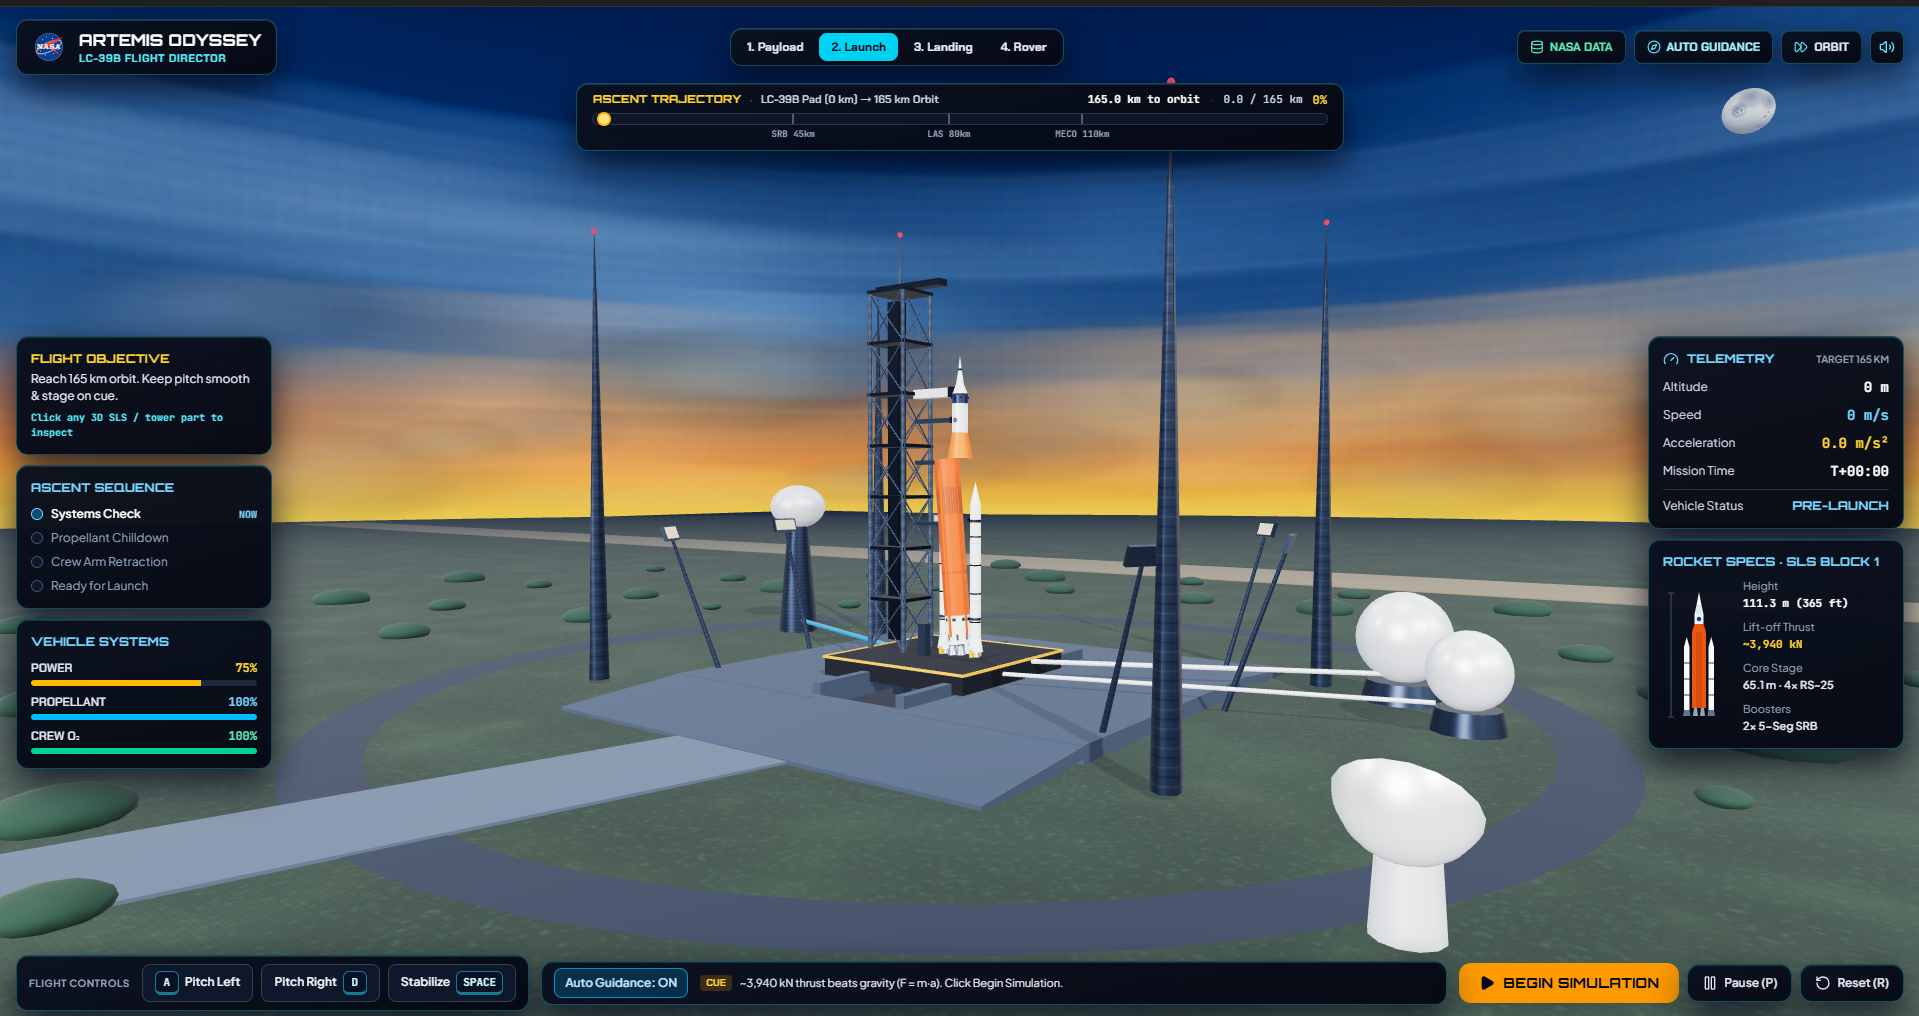 NASA
ARTEMIS ODYSSEY
LC-39B FLIGHT DIRECTOR
1. Payload
2. Launch
3. Landing
4. Rover
NASA DATA
AUTO GUIDANCE
ORBIT
ASCENT TRAJECTORY · LC-39B Pad (0 km) → 165 km Orbit
165.0 km to orbit · 0.0 / 165 km 0%
SRB 45km
LAS 80km
MECO 110km
FLIGHT OBJECTIVE
Reach 165 km orbit. Keep pitch smooth
& stage on cue.
Click any 3D SLS / tower part to
inspect
ASCENT SEQUENCE
Systems Check NOW
Propellant Chilldown
Crew Arm Retraction
Ready for Launch
VEHICLE SYSTEMS
POWER 75%
PROPELLANT 100%
CREW O₂ 100%
TELEMETRY TARGET 165 KM
Altitude 0 m
Speed 0 m/s
Acceleration 0.0 m/s²
Mission Time T+00:00
Vehicle Status PRE-LAUNCH
ROCKET SPECS · SLS BLOCK 1
Height
111.3 m (365 ft)
Lift-off Thrust
~3,940 kN
Core Stage
65.1 m · 4x RS-25
Boosters
2x 5-Seg SRB
FLIGHT CONTROLS
A Pitch Left
Pitch Right D
Stabilize SPACE
Auto Guidance: ON
CUE ~3,940 kN thrust beats gravity (F = m·a). Click Begin Simulation.
BEGIN SIMULATION
Pause (P)
Reset (R)